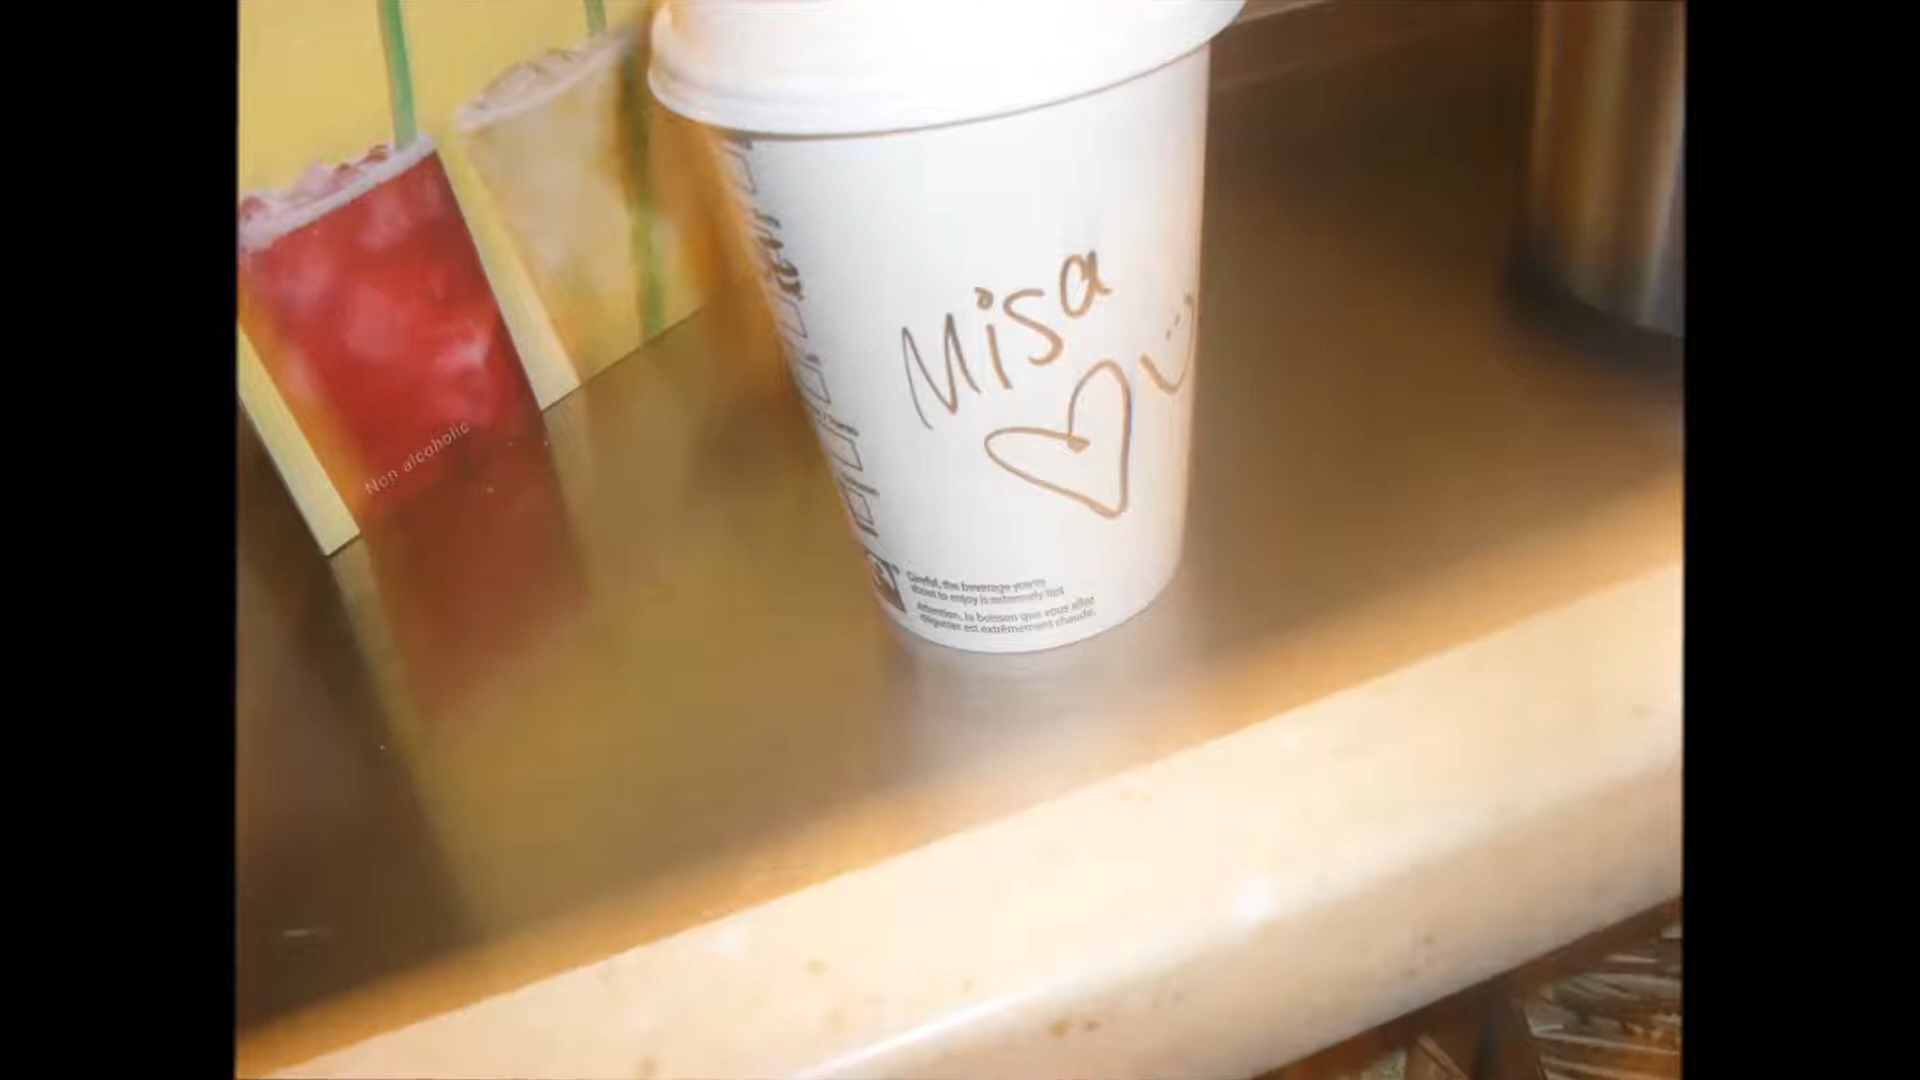 Non alcoholic
Misa
Careful, the beverage you're
about to enjoy is extremely hot
Attention, la boisson que vous allez
déguster est extrêmement chaude.